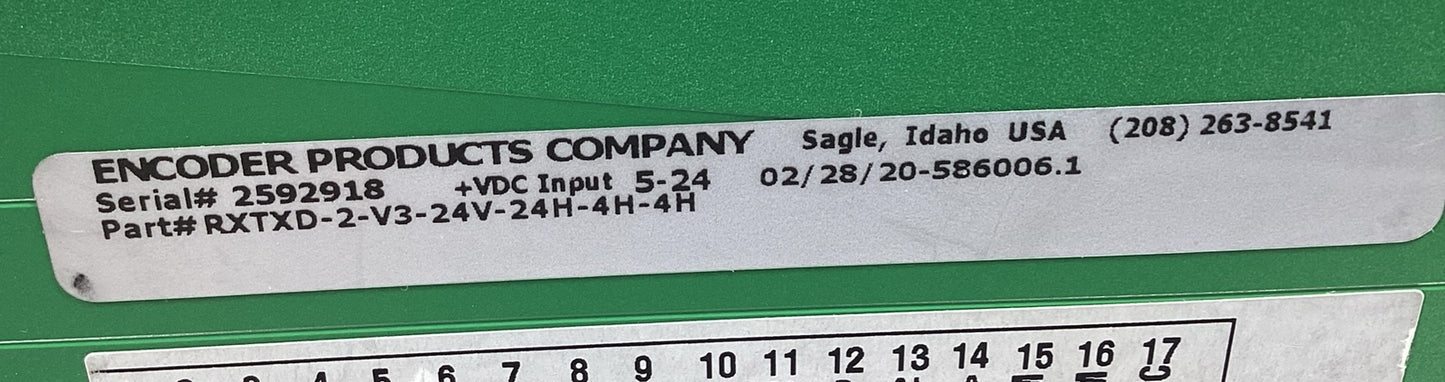 ENCODER PRODUCTS COMPANY Sagle, Idaho USA (208) 263-8541
Serial# 2592918 +VDC Input 5-24 02/28/20-586006.1
Part# RXTXD-2-V3-24V-24H-4H-4H
6 7 8 9 10 11 12 13 14 15 16 17